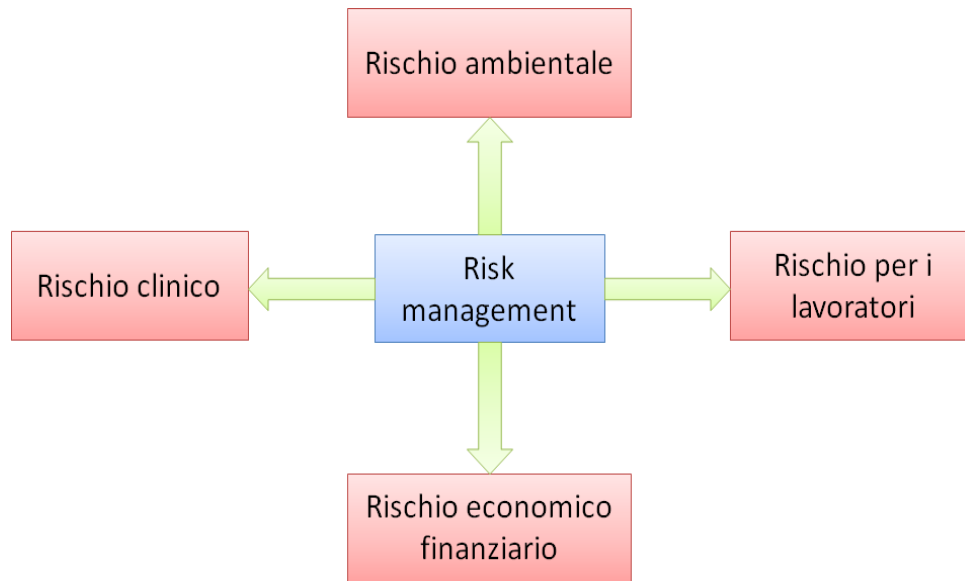 Rischio ambientale
Rischio clinico
Risk
management
Rischio per i
lavoratori
Rischio economico
finanziario